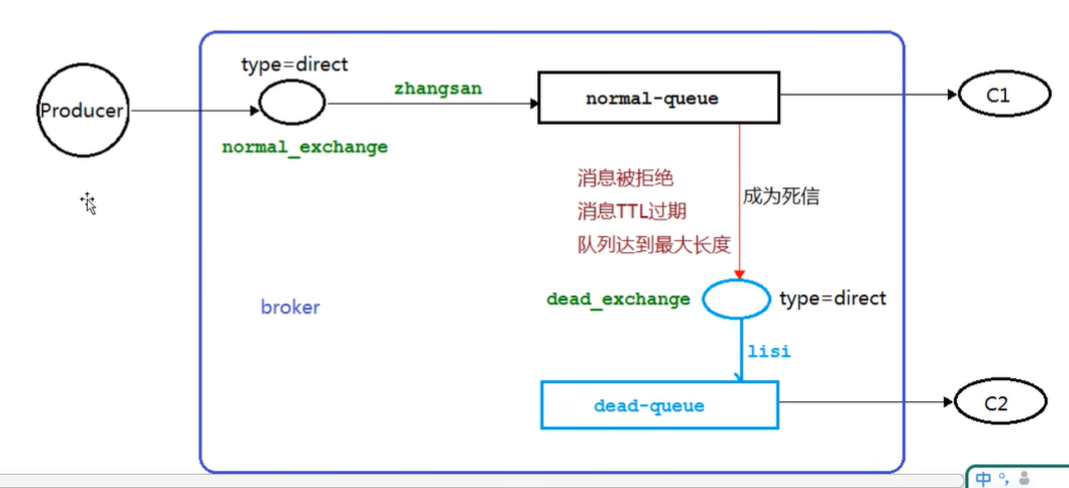 type=direct
zhangsan
Producer
normal-queue
C1
normal_exchange
消息被拒绝
消息TTL过期
成为死信
队列达到最大长度
dead_exchange
type=direct
broker
lisi
dead-queue
C2
中